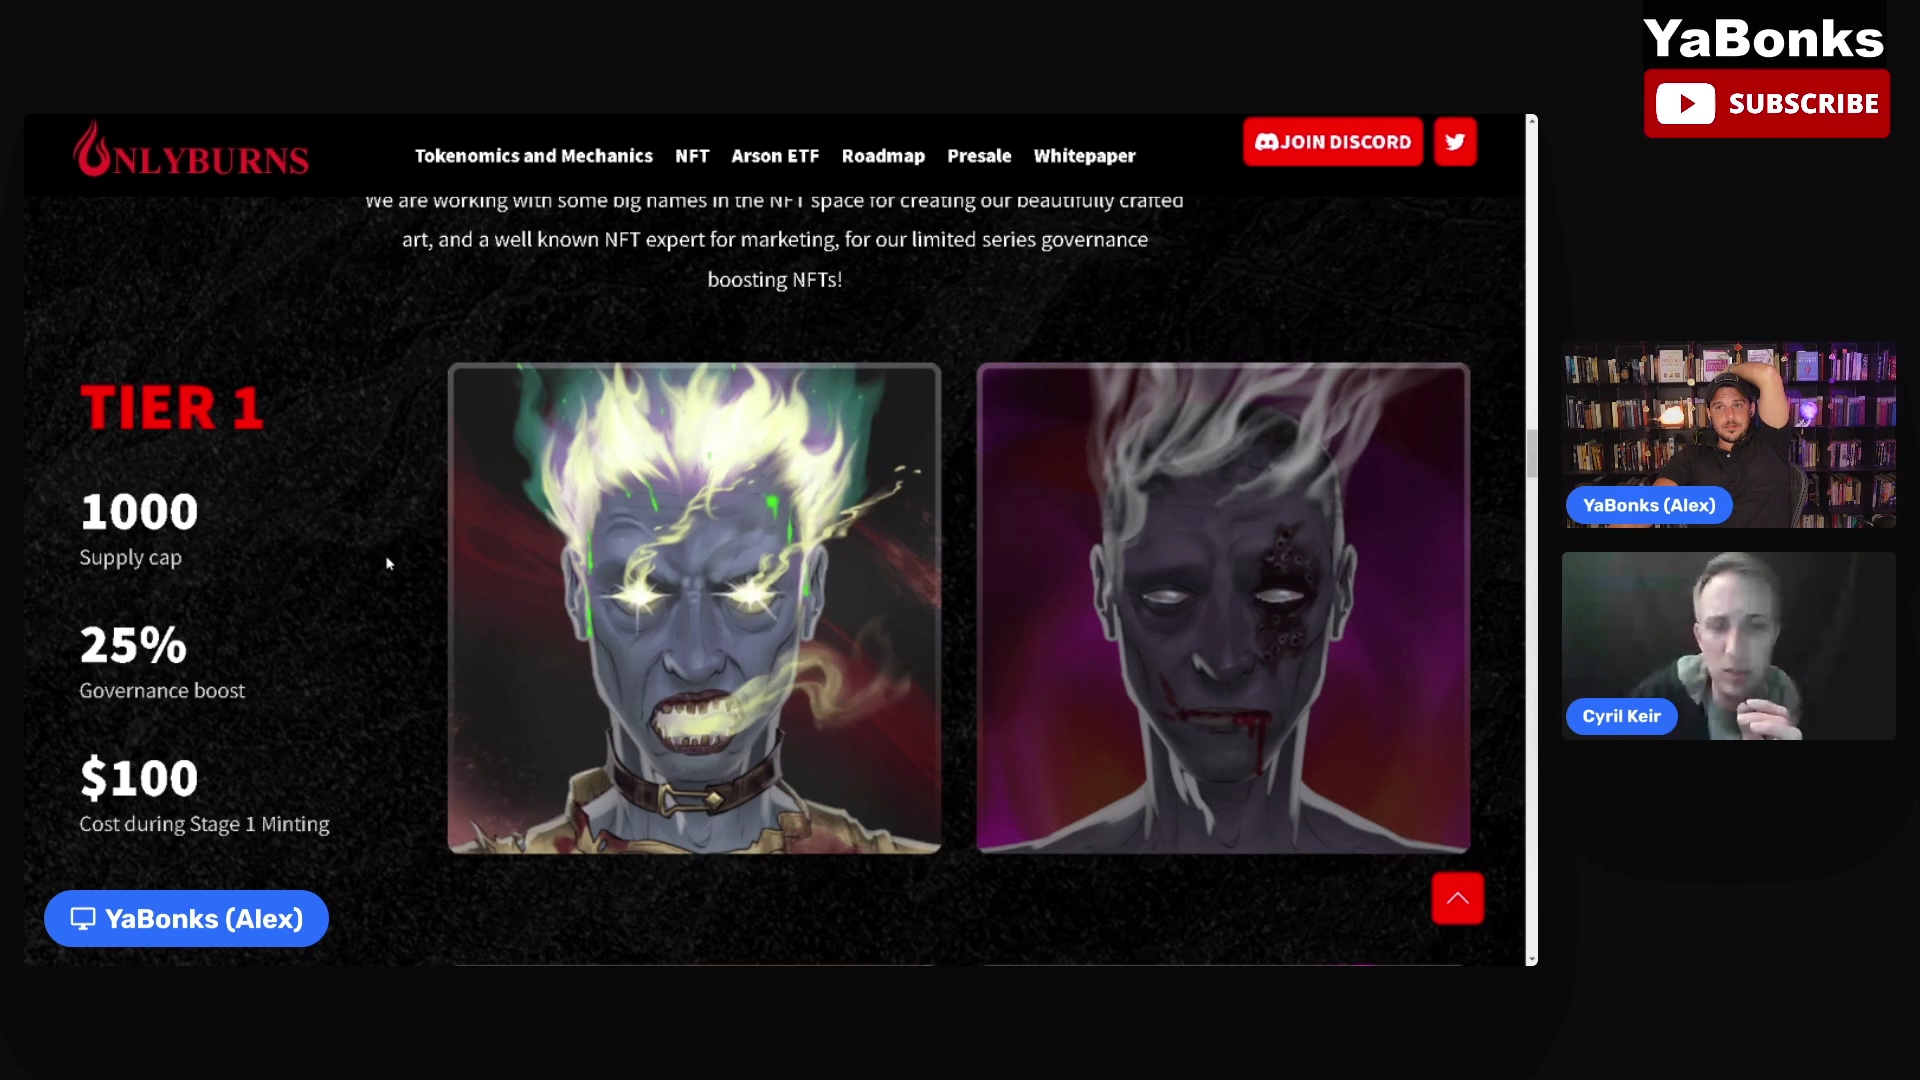 YaBonks
SUBSCRIBE
NLYBURNS
Tokenomics and Mechanics
NFT
Arson ETF
Roadmap
Presale
Whitepaper
JOIN DISCORD
We are working with some big names in the NFT space for creating our beautifully crafted
art, and a well known NFT expert for marketing, for our limited series governance
boosting NFTs!
TIER 1
1000
Supply cap
25%
Governance boost
$100
Cost during Stage 1 Minting
YaBonks (Alex)
YaBonks (Alex)
Cyril Keir